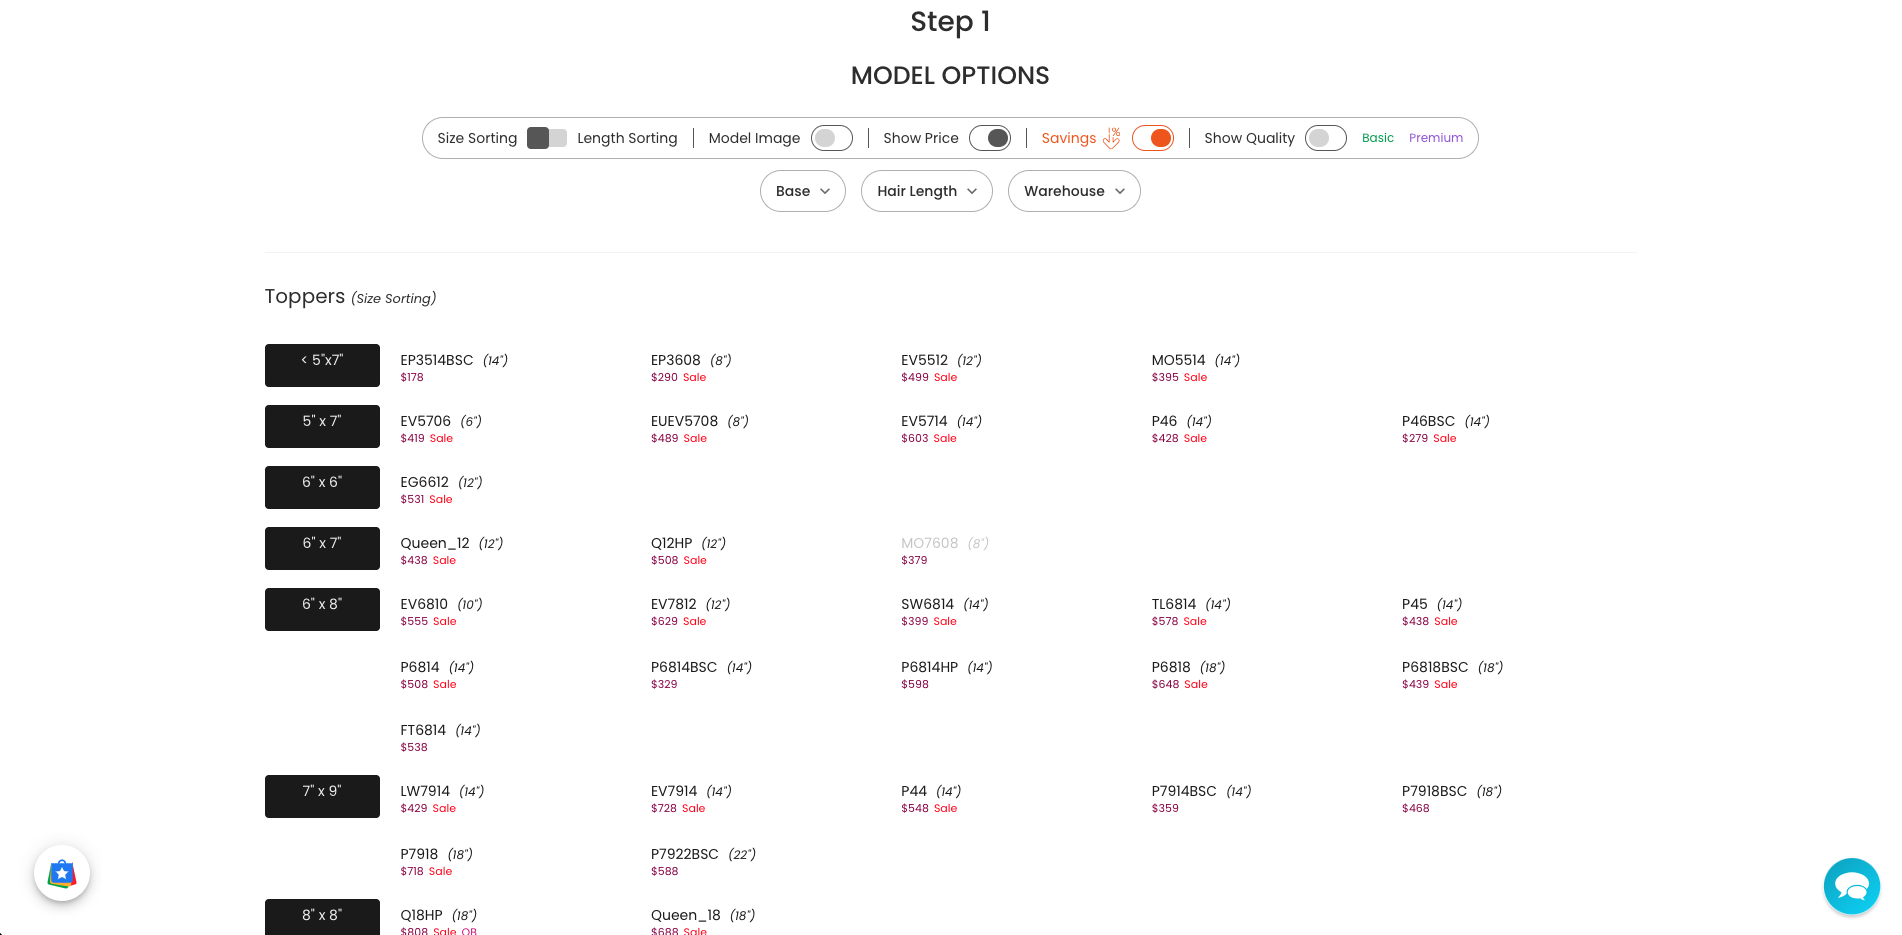 Step 1
MODEL OPTIONS
Size Sorting Length Sorting Model Image Show Price Savings % Show Quality Basic Premium
Base Hair Length Warehouse
Toppers (Size Sorting)
< 5"x7" EP3514BSC (14") EP3608 (8") EV5512 (12") MO5514 (14")
$178 $290 Sale $499 Sale $395 Sale
5" x 7" EV5706 (6") EUEV5708 (8") EV5714 (14") P46 (14") P46BSC (14")
$419 Sale $489 Sale $603 Sale $428 Sale $279 Sale
6" x 6" EG6612 (12")
$531 Sale
6" x 7" Queen_12 (12") Q12HP (12") MO7608 (8")
$438 Sale $508 Sale $379
6" x 8" EV6810 (10") EV7812 (12") SW6814 (14") TL6814 (14") P45 (14")
$555 Sale $629 Sale $399 Sale $578 Sale $438 Sale
P6814 (14") P6814BSC (14") P6814HP (14") P6818 (18") P6818BSC (18")
$508 Sale $329 $598 $648 Sale $439 Sale
FT6814 (14")
$538
7" x 9" LW7914 (14") EV7914 (14") P44 (14") P7914BSC (14") P7918BSC (18")
$429 Sale $728 Sale $548 Sale $359 $468
P7918 (18") P7922BSC (22")
$718 Sale $588
8" x 8" Q18HP (18") Queen_18 (18")
$808 Sale OB $688 Sale